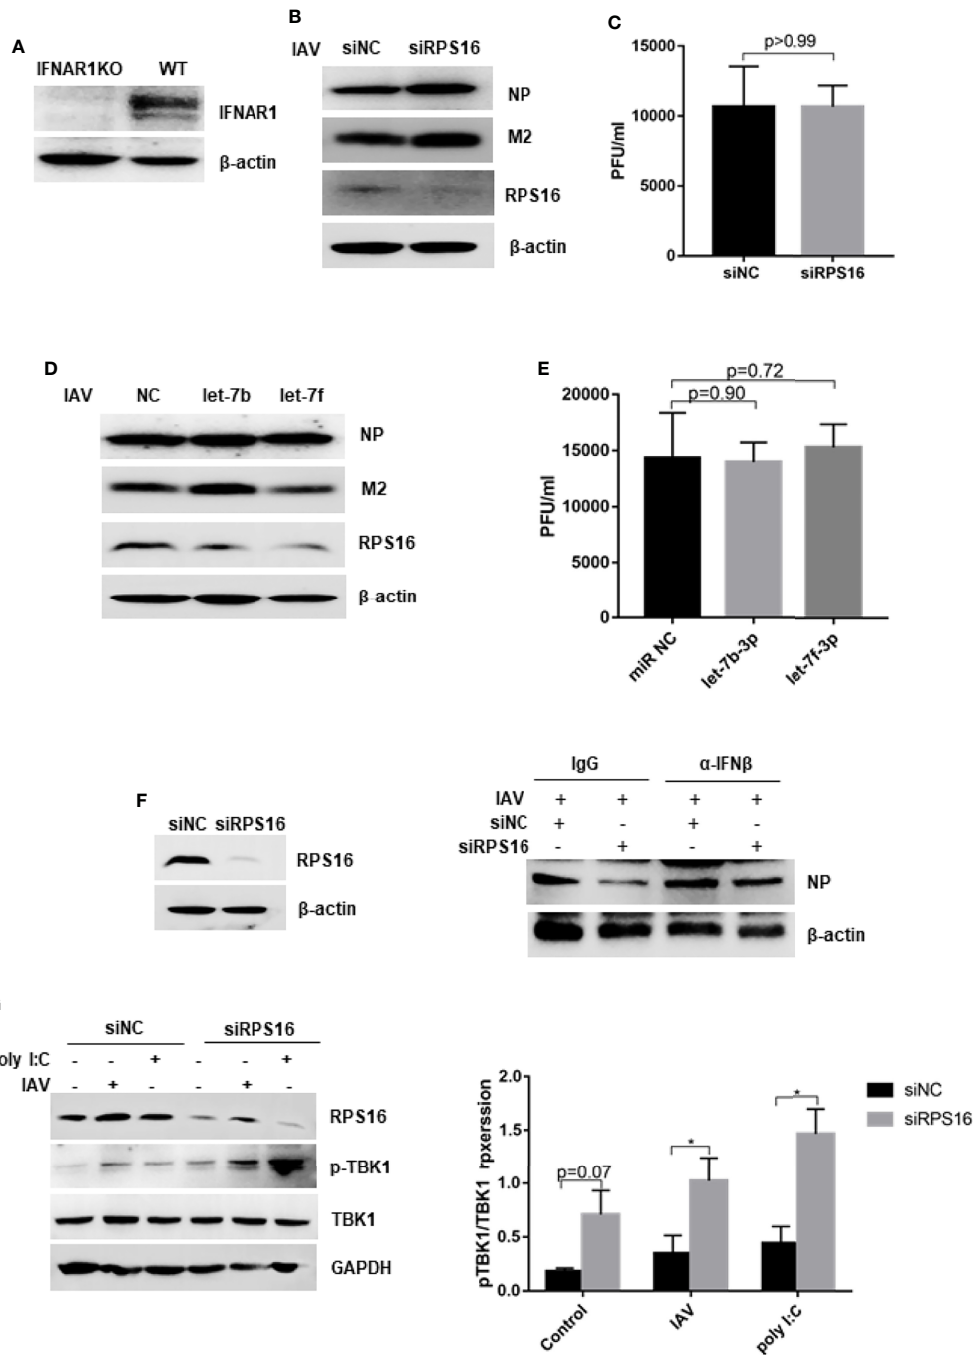 A
IFNAR1KO WT
IFNAR1
β-actin
B
IAV siNC siRPS16
NP
M2
RPS16
β-actin
C
15000
10000
5000
0
PFU/ml
p>0.99
siNC siRPS16
D
IAV NC let-7b let-7f
NP
M2
RPS16
β actin
E
20000
15000
10000
5000
0
PFU/ml
p=0.72
p=0.90
miR NC let-7b-3p let-7f-3p
F
siNC siRPS16
RPS16
β-actin
IgG α-IFNβ
IAV + + + +
siNC + - + -
siRPS16 - + - +
NP
β-actin
siNC siRPS16
oly I:C - - + - - +
IAV - + - - + -
RPS16
p-TBK1
TBK1
GAPDH
2.0
1.5
1.0
0.5
0.0
pTBK1/TBK1 rpxerssion
p=0.07
*
*
siNC
siRPS16
Control IAV poly I:C